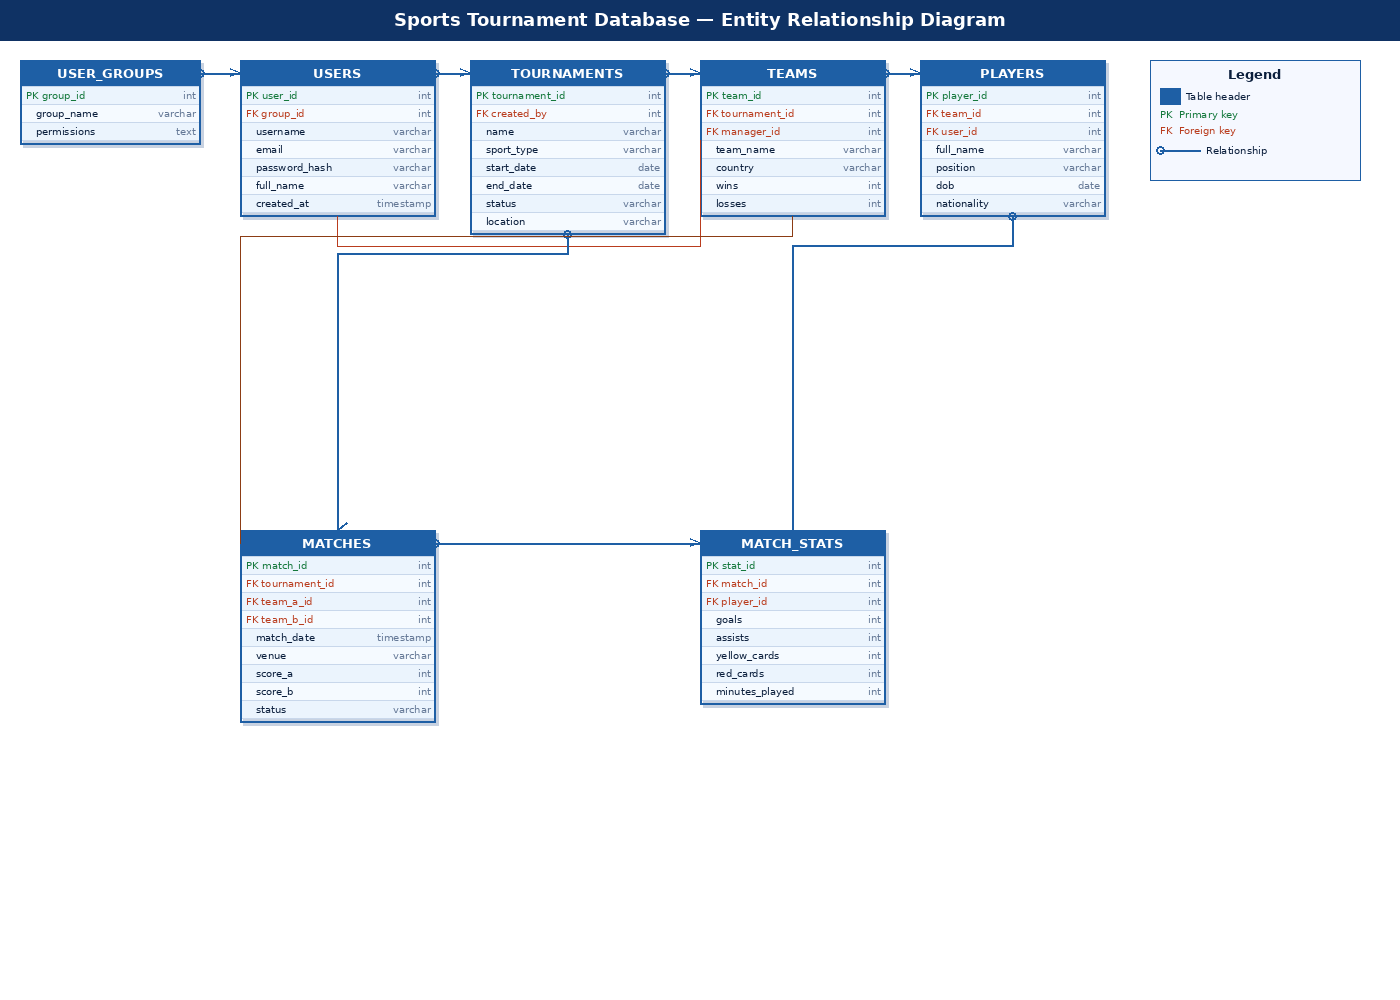 Sports Tournament Database — Entity Relationship Diagram
USER_GROUPS
PK group_id int
group_name varchar
permissions text
USERS
PK user_id int
FK group_id int
username varchar
email varchar
password_hash varchar
full_name varchar
created_at timestamp
TOURNAMENTS
PK tournament_id int
FK created_by int
name varchar
sport_type varchar
start_date date
end_date date
status varchar
location varchar
TEAMS
PK team_id int
FK tournament_id int
FK manager_id int
team_name varchar
country varchar
wins int
losses int
PLAYERS
PK player_id int
FK team_id int
FK user_id int
full_name varchar
position varchar
dob date
nationality varchar
Legend
Table header
PK Primary key
FK Foreign key
Relationship
MATCHES
PK match_id int
FK tournament_id int
FK team_a_id int
FK team_b_id int
match_date timestamp
venue varchar
score_a int
score_b int
status varchar
MATCH_STATS
PK stat_id int
FK match_id int
FK player_id int
goals int
assists int
yellow_cards int
red_cards int
minutes_played int